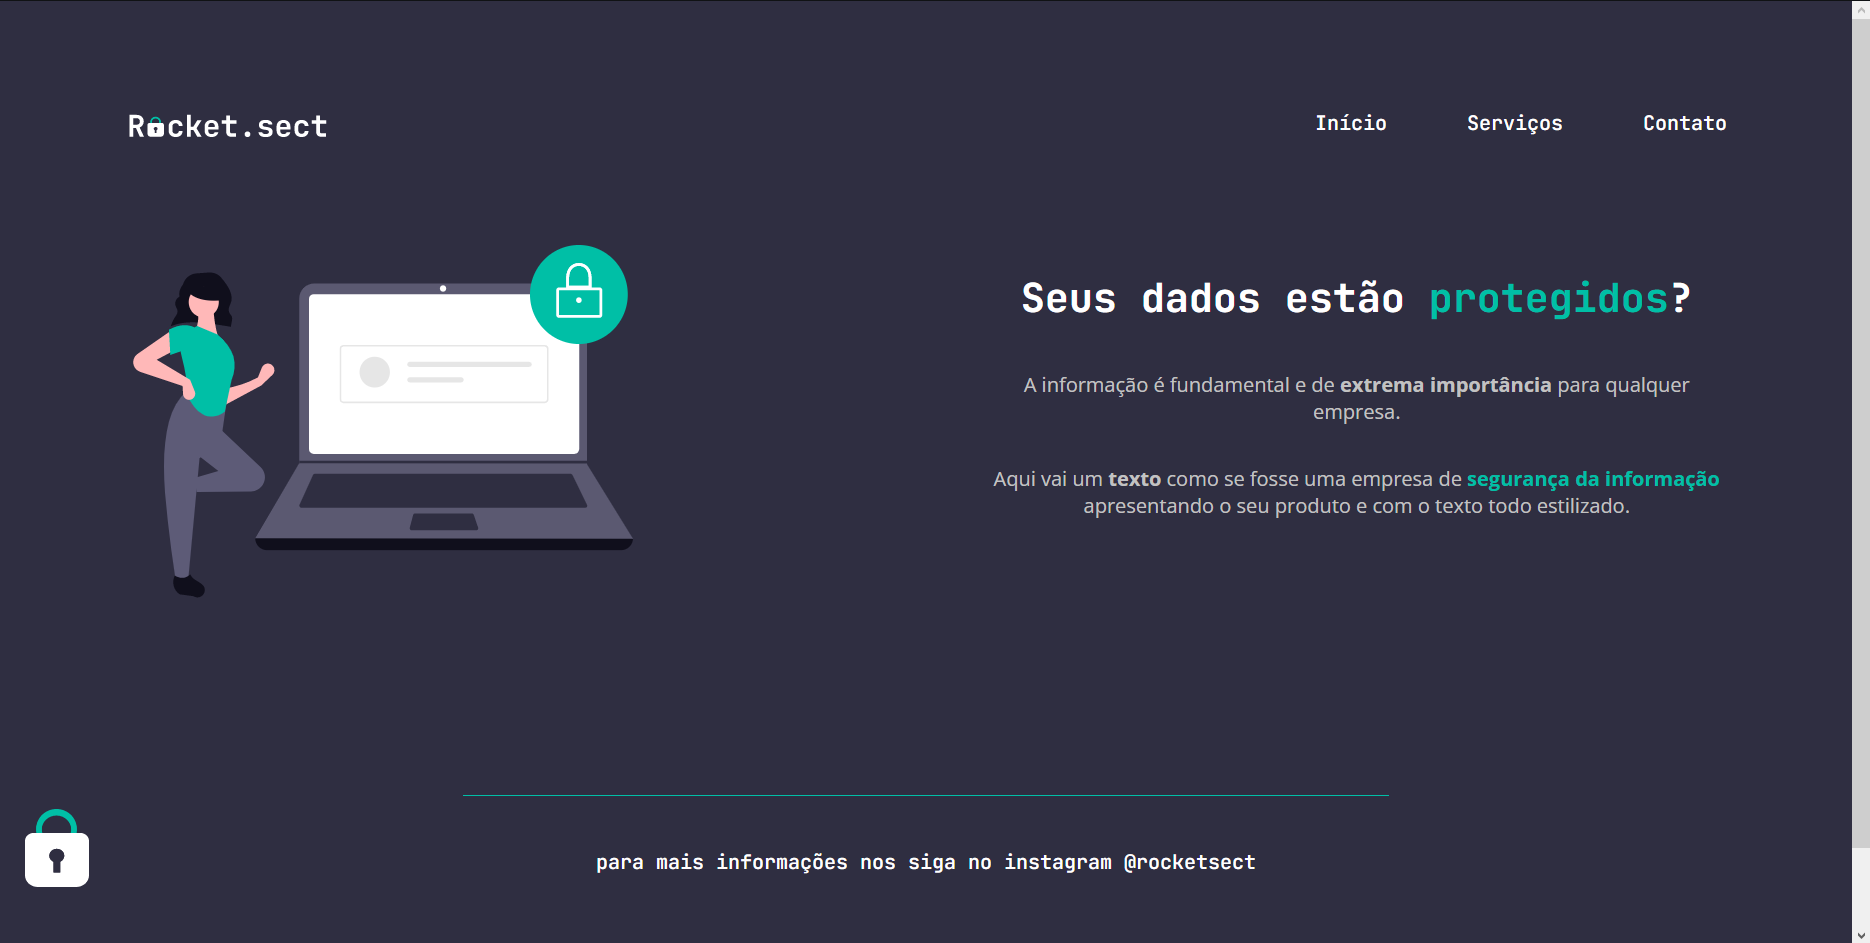 Rocket.sect
Início Serviços Contato
Seus dados estão protegidos?
A informação é fundamental e de extrema importância para qualquer
empresa.
Aqui vai um texto como se fosse uma empresa de segurança da informação
apresentando o seu produto e com o texto todo estilizado.
para mais informações nos siga no instagram @rocketsect